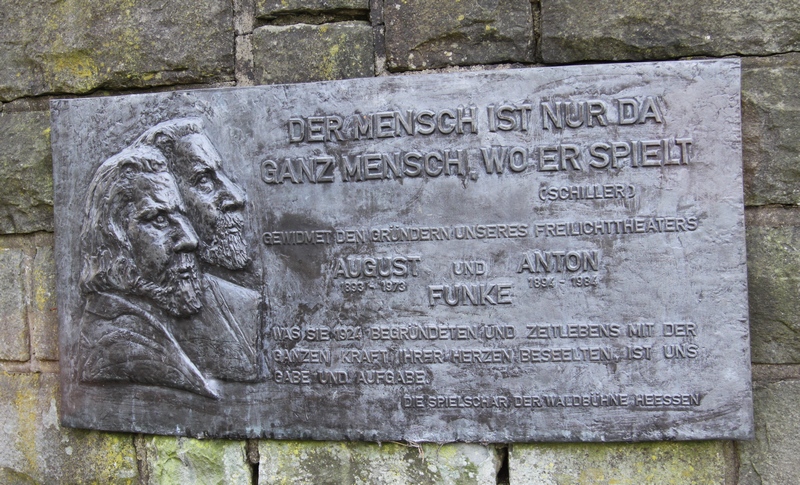 DER MENSCH IST NUR DA
GANZ MENSCH, WO ER SPIELT
(SCHILLER)
GEWIDMET DEN GRÜNDERN UNSERES FREILICHTTHEATERS
AUGUST UND ANTON
1893 - 1973 1894 - 1984
FUNKE
WAS SIE 1924 BEGRÜNDETEN UND ZEITLEBENS MIT DER
GANZEN KRAFT IHRER HERZEN BESEELTEN, IST UNS
GABE UND AUFGABE.
DIE SPIELSCHAR DER WALDBÜHNE HEESSEN